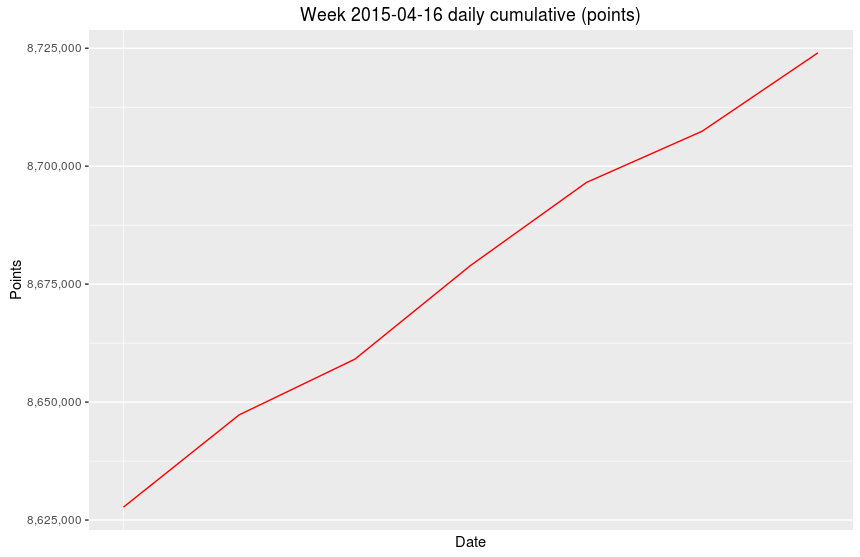 Week 2015-04-16 daily cumulative (points)
8,725,000
8,700,000
8,675,000
Points
8,650,000
8,625,000
Date